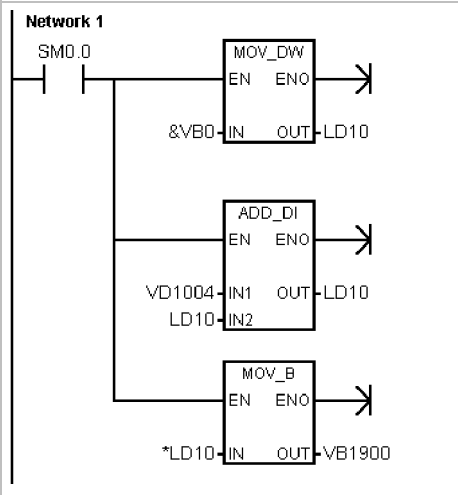 Network 1
SM0.0
MOV_DW
EN ENO
&VB0 IN OUT LD10
ADD_DI
EN ENO
VD1004 IN1 OUT LD10
LD10 IN2
MOV_B
EN ENO
*LD10 IN OUT VB1900